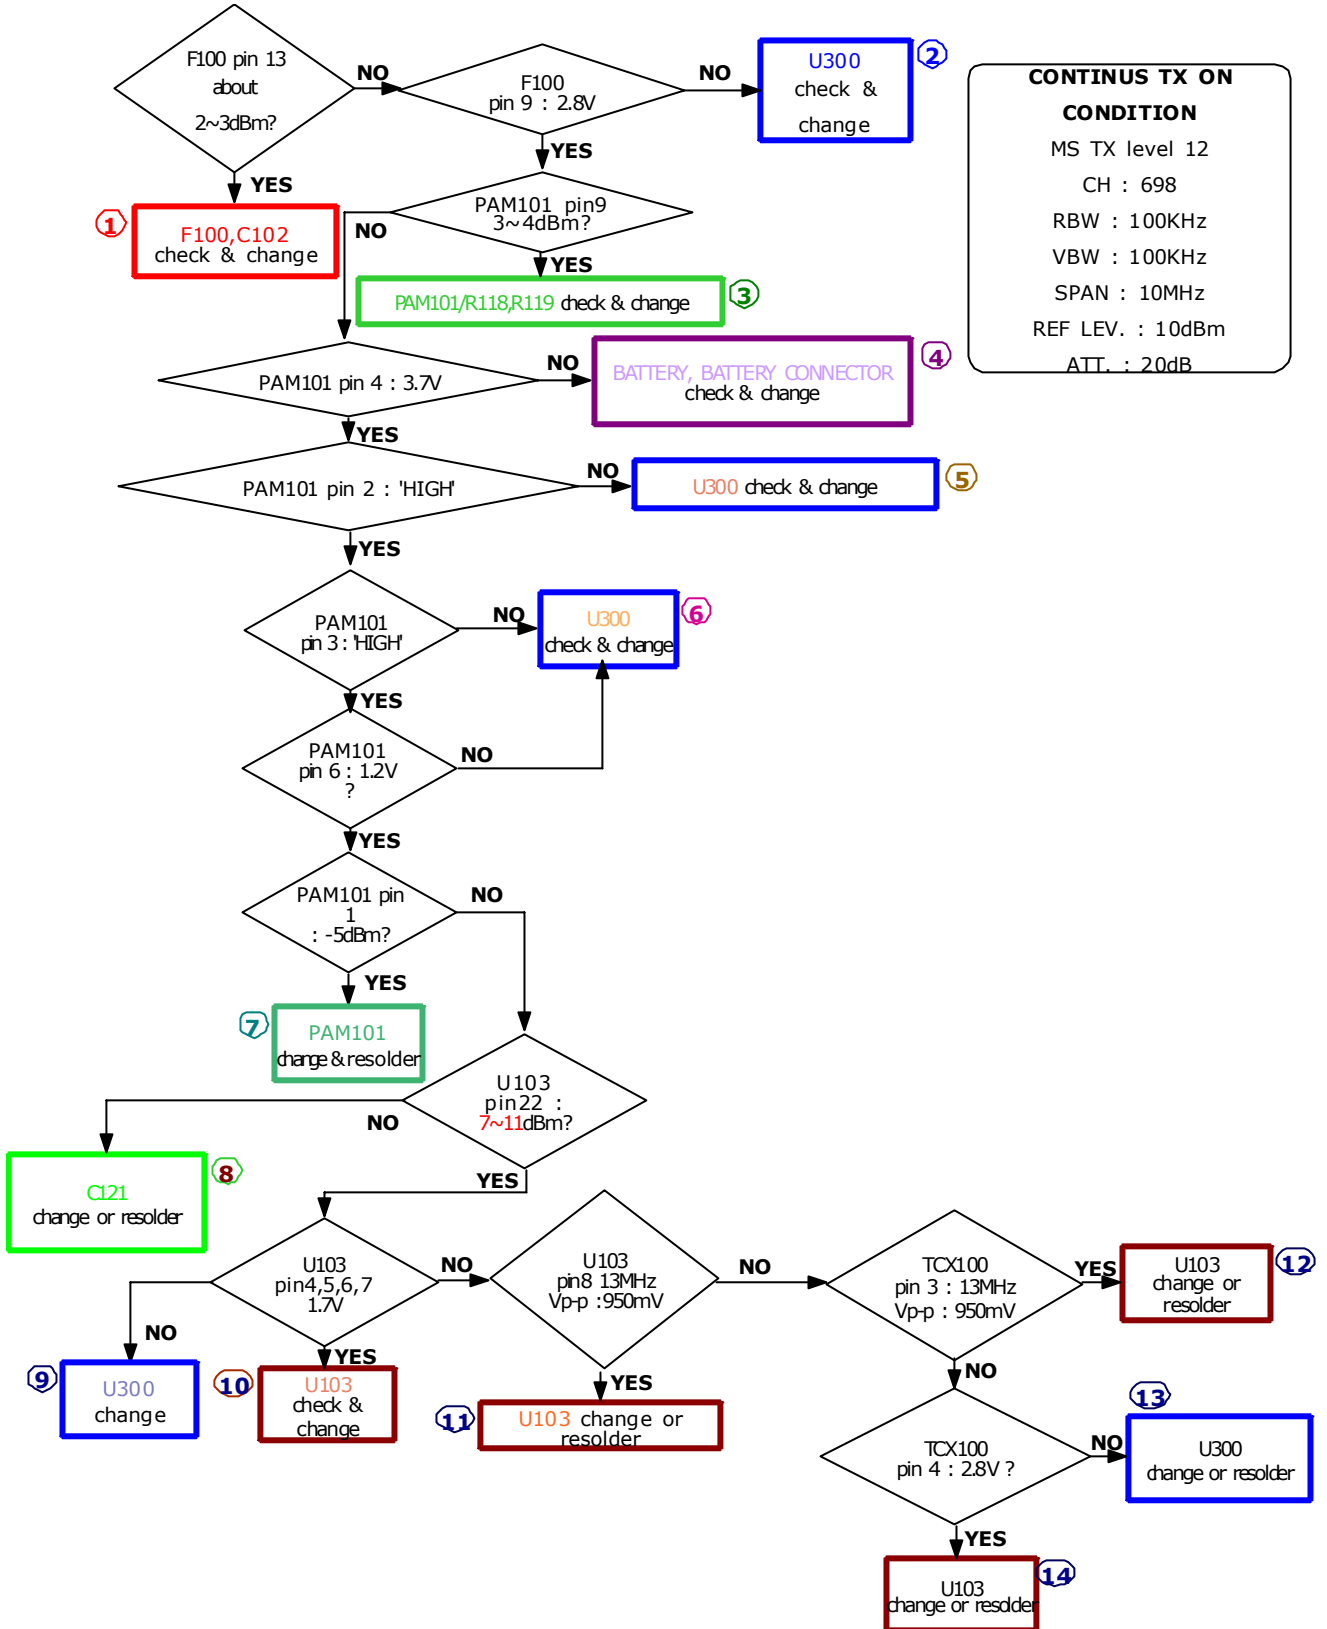 F100 pin 13
about
2~3dBm?
NO
F100
pin 9 : 2.8V
NO
U300
check &
change
2
CONTINUS TX ON
CONDITION
MS TX level 12
CH : 698
RBW : 100KHz
VBW : 100KHz
SPAN : 10MHz
REF LEV. : 10dBm
ATT. : 20dB
YES
YES
1
F100,C102
check & change
PAM101 pin9
3~4dBm?
NO
YES
PAM101/R118,R119 check & change
3
PAM101 pin 4 : 3.7V
NO
BATTERY, BATTERY CONNECTOR
check & change
4
YES
PAM101 pin 2 : 'HIGH'
NO
U300 check & change
5
YES
PAM101
pin 3 : 'HIGH'
NO
U300
check & change
6
YES
PAM101
pin 6 : 1.2V
?
NO
YES
PAM101 pin
1
: -5dBm?
NO
YES
7
PAM101
change & resolder
U103
pin22 :
7~11dBm?
NO
YES
C121
change or resolder
8
U103
pin4,5,6,7
1.7V
NO
U103
pin8 13MHz
Vp-p : 950mV
NO
TCX100
pin 3 : 13MHz
Vp-p : 950mV
YES
U103
change or
resolder
12
NO
YES
YES
NO
9
U300
change
10
U103
check &
change
11
U103 change or
resolder
TCX100
pin 4 : 2.8V ?
NO
13
U300
change or resolder
YES
U103
change or resolder
14